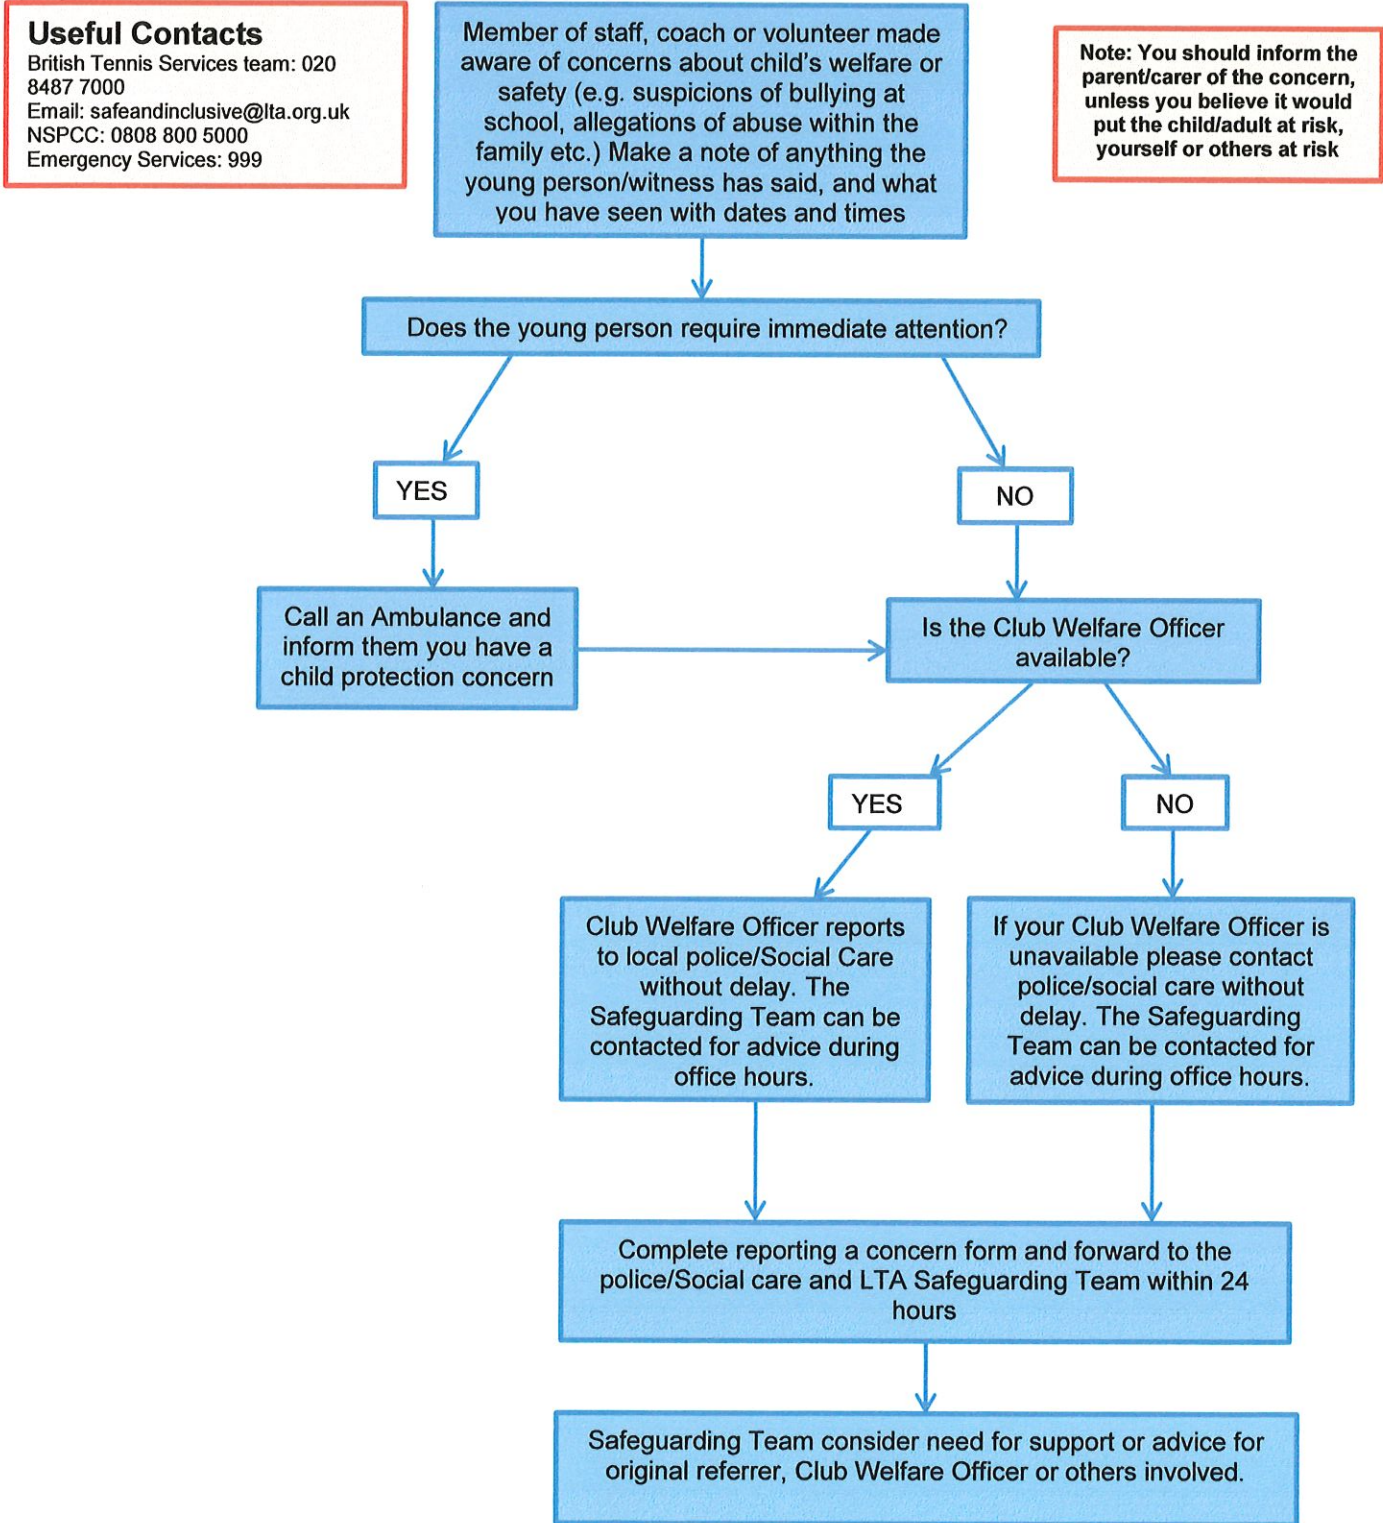 Useful Contacts
British Tennis Services team: 020
8487 7000
Email: safeandinclusive@lta.org.uk
NSPCC: 0808 800 5000
Emergency Services: 999
Member of staff, coach or volunteer made
aware of concerns about child's welfare or
safety (e.g. suspicions of bullying at
school, allegations of abuse within the
family etc.) Make a note of anything the
young person/witness has said, and what
you have seen with dates and times
Note: You should inform the
parent/carer of the concern,
unless you believe it would
put the child/adult at risk,
yourself or others at risk
Does the young person require immediate attention?
YES
NO
Call an Ambulance and
inform them you have a
child protection concern
Is the Club Welfare Officer
available?
YES
NO
Club Welfare Officer reports
to local police/Social Care
without delay. The
Safeguarding Team can be
contacted for advice during
office hours.
If your Club Welfare Officer is
unavailable please contact
police/social care without
delay. The Safeguarding
Team can be contacted for
advice during office hours.
Complete reporting a concern form and forward to the
police/Social care and LTA Safeguarding Team within 24
hours
Safeguarding Team consider need for support or advice for
original referrer, Club Welfare Officer or others involved.